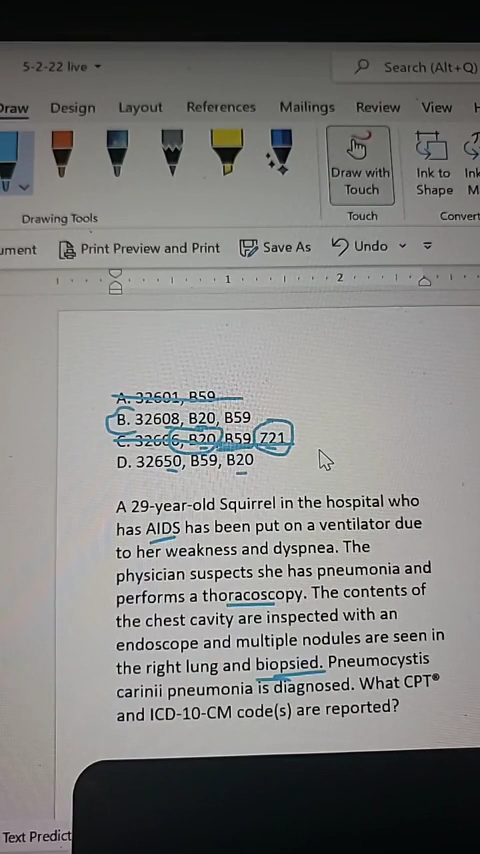 5-2-22 live
Search (Alt+Q)
Draw Design Layout References Mailings Review View
Draw with Touch
Ink to Shape
Drawing Tools
Touch
Print Preview and Print Save As Undo
1 2
A. 32601, B59
B. 32608, B20, B59
C. 32606, B20, B59, Z21
D. 32650, B59, B20
A 29-year-old Squirrel in the hospital who
has AIDS has been put on a ventilator due
to her weakness and dyspnea. The
physician suspects she has pneumonia and
performs a thoracoscopy. The contents of
the chest cavity are inspected with an
endoscope and multiple nodules are seen in
the right lung and biopsied. Pneumocystis
carinii pneumonia is diagnosed. What CPT®
and ICD-10-CM code(s) are reported?
Text Predict